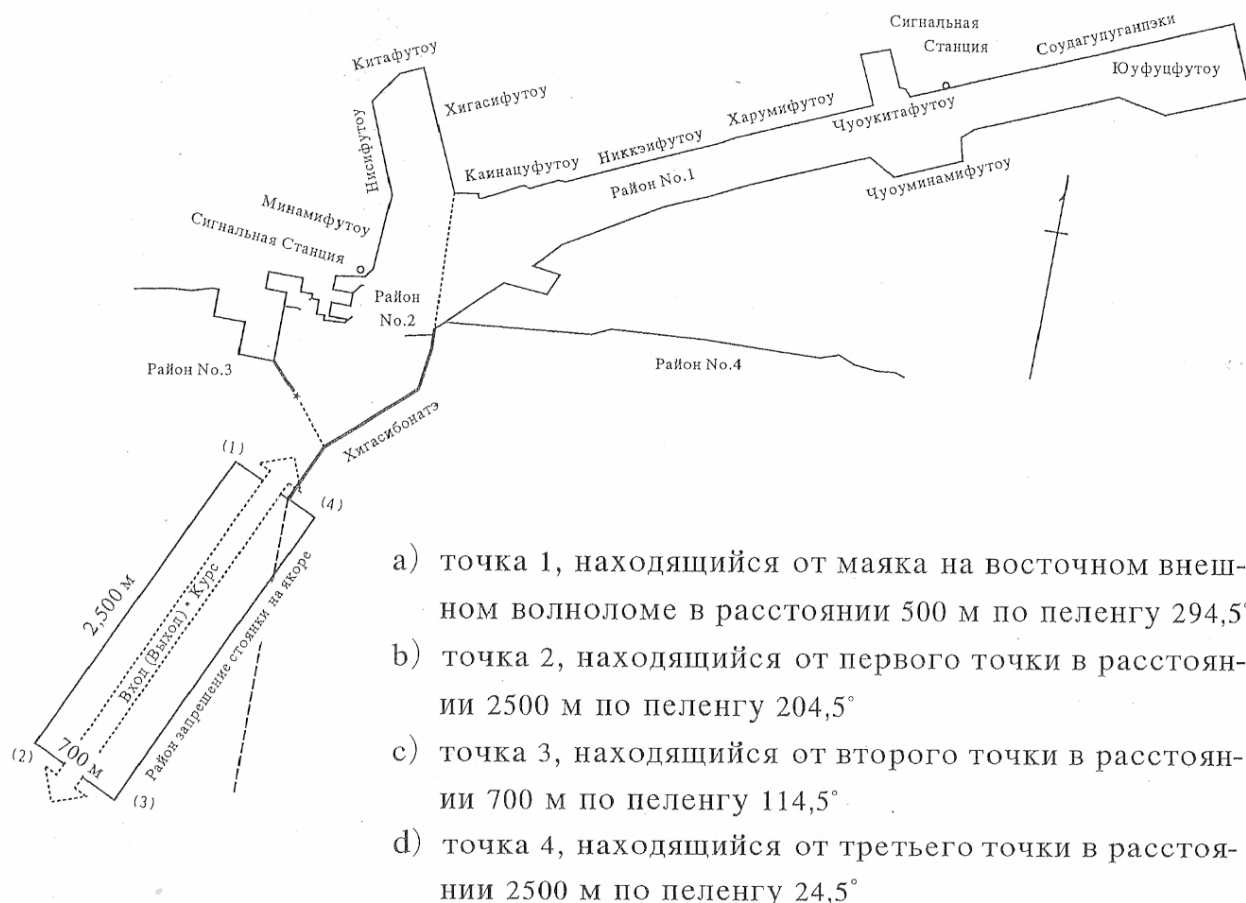 Сигнальная
Станция
Соудагупуганпэки
Юуфуцфутоу
Китафутоу
Хигасифутоу
Харумифутоу
Чуоукитафутоу
Нисифутоу
Каинацуфутоу
Никкэифутоу
Район No.1
Чуоуминамифутоу
Минамифутоу
Сигнальная Станция
Район
No.2
Район No.3
Район No.4
Хигасибонатэ
(1)
(4)
2,500 м
Вход (Выход) • Курс
Район запрешение стоянки на якоре
(2)
700 м
(3)
a) точка 1, находящийся от маяка на восточном внеш-
ном волноломе в расстоянии 500 м по пеленгу 294,5°
b) точка 2, находящийся от первого точки в расстоян-
ии 2500 м по пеленгу 204,5°
c) точка 3, находящийся от второго точки в расстоян-
ии 700 м по пеленгу 114,5°
d) точка 4, находящийся от третьего точки в расстоя-
нии 2500 м по пеленгу 24,5°